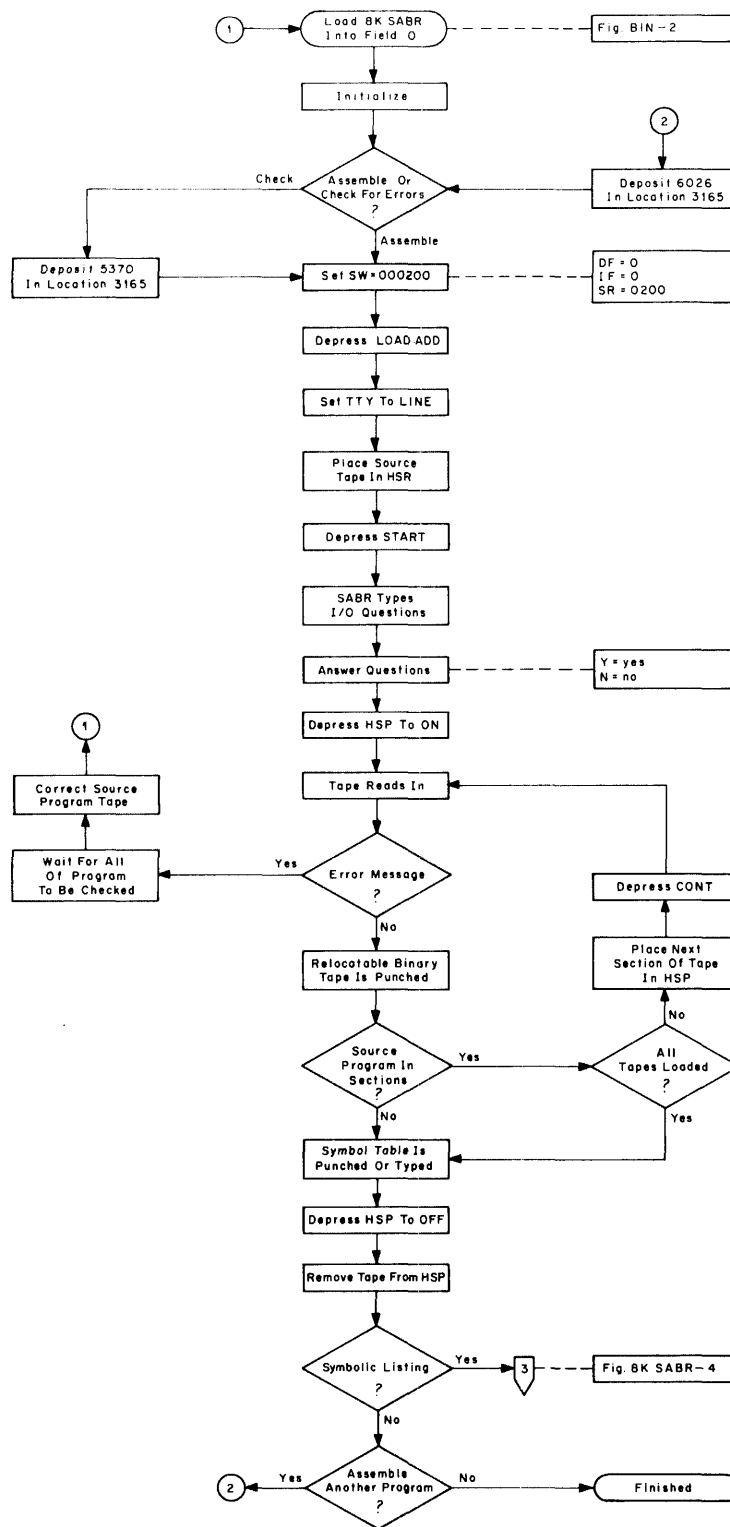 1
Load 8K SABR
Into Field 0
Fig. BIN-2
Initialize
2
Check
Assemble Or
Check For Errors
?
Deposit 6026
In Location 3165
Assemble
Deposit 5370
In Location 3165
Set SW=000200
DF = 0
IF = 0
SR = 0200
Depress LOAD ADD
Set TTY To LINE
Place Source
Tape In HSR
Depress START
SABR Types
I/O Questions
Answer Questions
Y = yes
N = no
Depress HSP To ON
1
Correct Source
Program Tape
Tape Reads In
Wait For All
Of Program
To Be Checked
Yes
Error Message
?
Depress CONT
No
Relocatable Binary
Tape Is Punched
Place Next
Section Of Tape
In HSP
No
Source
Program In
Sections
?
Yes
All
Tapes Loaded
?
No
Yes
Symbol Table Is
Punched Or Typed
Depress HSP To OFF
Remove Tape From HSP
Symbolic Listing
?
Yes
3
Fig. 8K SABR-4
No
2
Yes
Assemble
Another Program
?
No
Finished